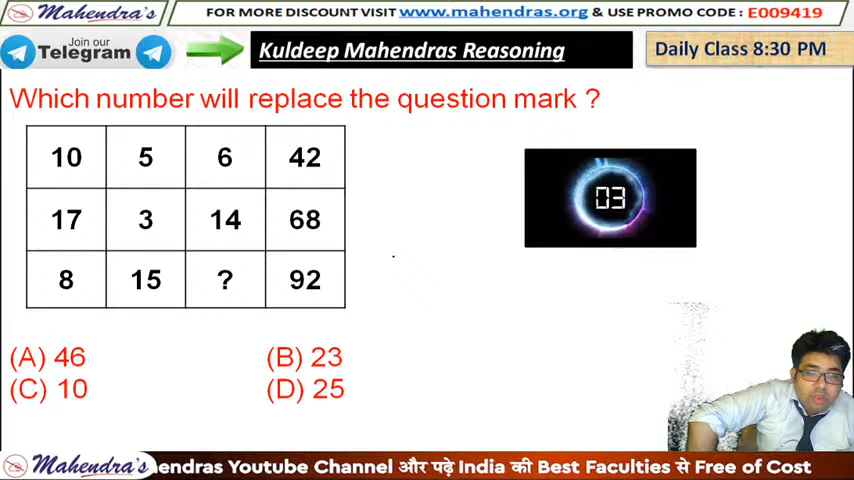 Mahendra's
FOR MORE DISCOUNT VISIT www.mahendras.org & USE PROMO CODE : E009419
Join our
Telegram
Kuldeep Mahendras Reasoning
Daily Class 8:30 PM
Which number will replace the question mark ?
10 5 6 42
17 3 14 68
8 15 ? 92
03
(A) 46 (B) 23
(C) 10 (D) 25
Mahendra's
hendras Youtube Channel और पढ़े India की Best Faculties से Free of Cost